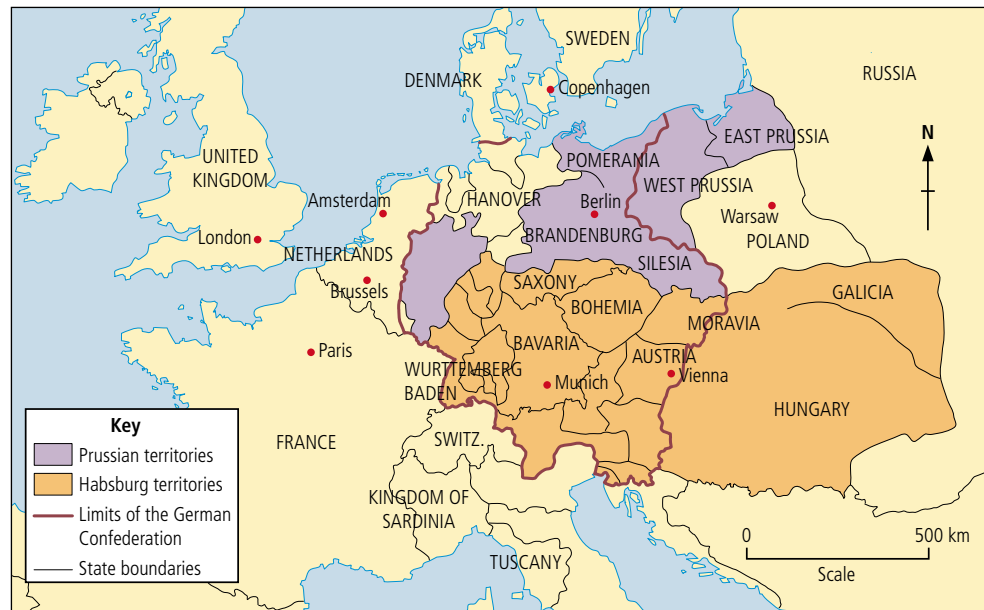 SWEDEN
DENMARK
Copenhagen
RUSSIA
N
EAST PRUSSIA
POMERANIA
UNITED
KINGDOM
WEST PRUSSIA
HANOVER
Amsterdam
Berlin
Warsaw
London
BRANDENBURG
POLAND
NETHERLANDS
SILESIA
Brussels
SAXONY
GALICIA
BOHEMIA
MORAVIA
Paris
BAVARIA
AUSTRIA
WURTTEMBERG
Vienna
Munich
BADEN
HUNGARY
FRANCE
SWITZ.
KINGDOM OF
SARDINIA
TUSCANY
Key
Prussian territories
Habsburg territories
Limits of the German
Confederation
State boundaries
0 500 km
Scale